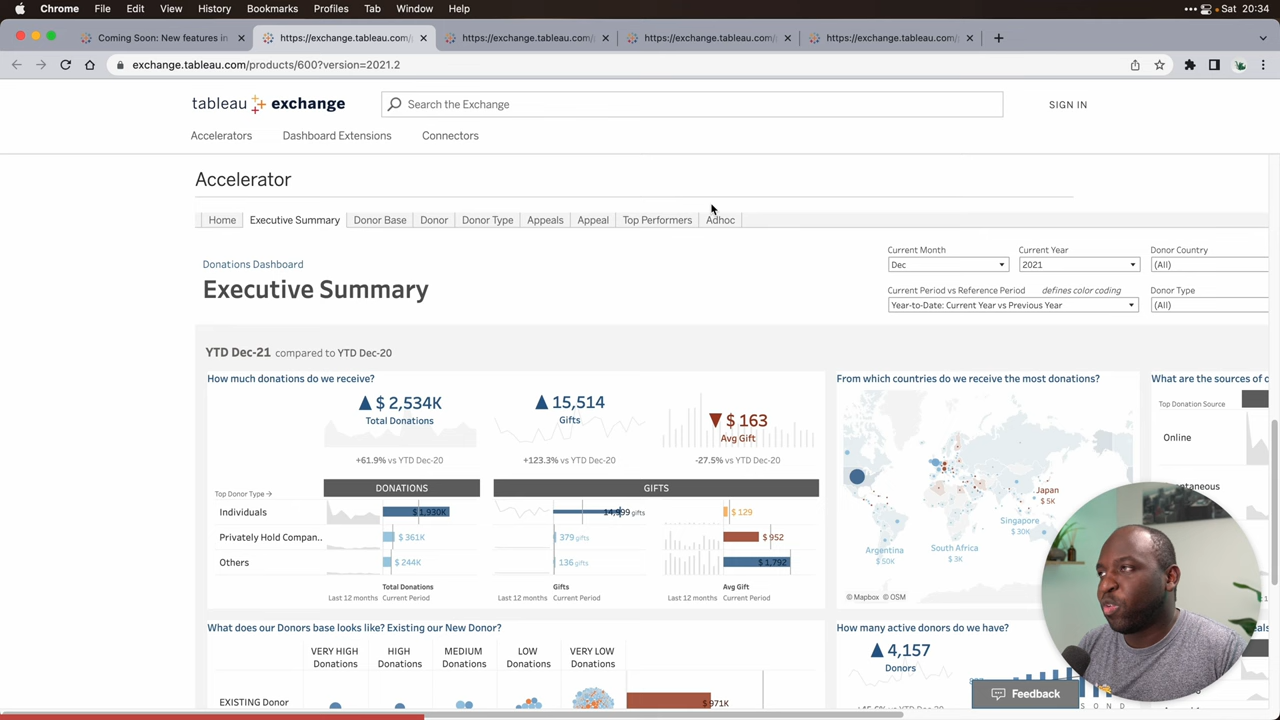 Chrome File Edit View History Bookmarks Profiles Tab Window Help Sat 20:34
Coming Soon: New features in https://exchange.tableau.com/ https://exchange.tableau.com/ https://exchange.tableau.com/ https://exchange.tableau.com/
exchange.tableau.com/products/600?version=2021.2
tableau exchange Search the Exchange SIGN IN
Accelerators Dashboard Extensions Connectors
Accelerator
Home Executive Summary Donor Base Donor Donor Type Appeals Appeal Top Performers Adhoc
Current Month Current Year Donor Country
Donations Dashboard Dec 2021 (All)
Executive Summary
Current Period vs Reference Period defines color coding Donor Type
Year-to-Date: Current Year vs Previous Year (All)
YTD Dec-21 compared to YTD Dec-20
How much donations do we receive? From which countries do we receive the most donations? What are the sources of
▲ $ 2,534K ▲ 15,514 ▼ $ 163
Total Donations Gifts Avg Gift
+61.9% vs YTD Dec-20 +123.3% vs YTD Dec-20 -27.5% vs YTD Dec-20
Top Donation Source
Online
Top Donor Type → DONATIONS GIFTS
Individuals $ 1,930K 14,999 gifts $ 129
Privately Hold Compan.. $ 361K 379 gifts $ 952
Others $ 244K 136 gifts $ 1,792
Total Donations Gifts Avg Gift
Last 12 months Current Period Last 12 months Current Period Last 12 months Current Period
Japan
$ 5K
Singapore
$ 30K
Argentina
$ 50K
South Africa
$ 3K
© Mapbox © OSM
What does our Donors base looks like? Existing our New Donor? How many active donors do we have?
VERY HIGH HIGH MEDIUM LOW VERY LOW
Donations Donations Donations Donations Donations
▲ 4,157
Donors
EXISTING Donor $ 971K
Feedback
S O N D